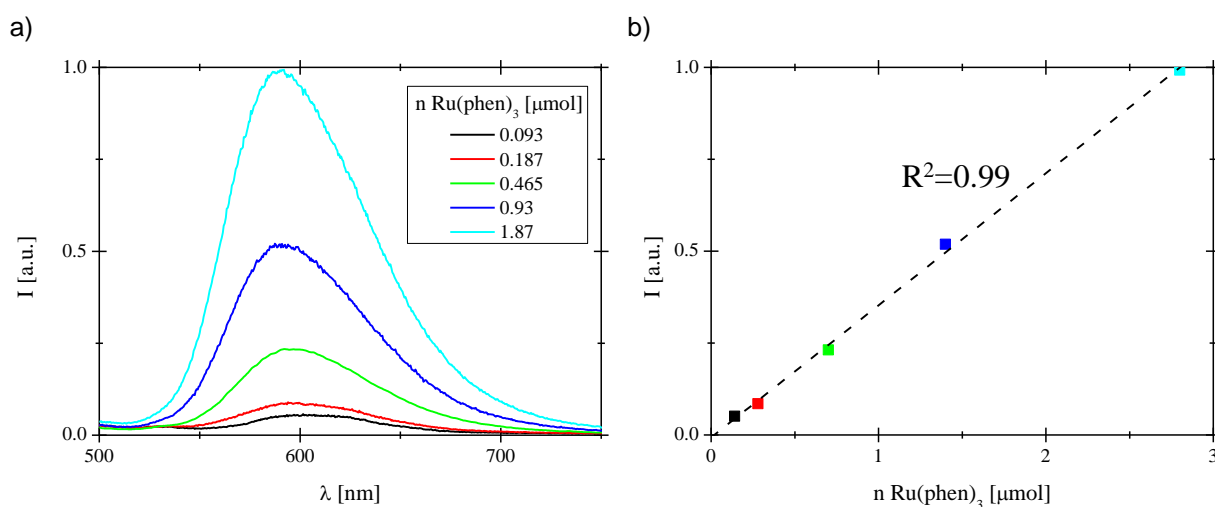 a)
1.0
0.5
0.0
I [a.u.]
500
600
700
λ [nm]
n Ru(phen)3 [μmol]
0.093
0.187
0.465
0.93
1.87
b)
1.0
0.5
0.0
I [a.u.]
R2=0.99
0
1
2
3
n Ru(phen)3 [μmol]